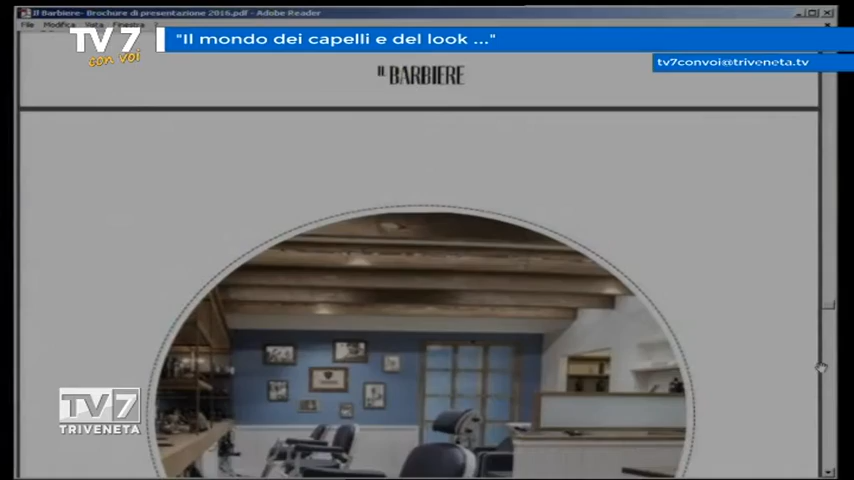 Il Barbiere- Brochure di presentazione 2016.pdf - Adobe Reader
File Modifica Vista Finestra ?
TV7
con voi
"Il mondo dei capelli e del look ..."
tv7convoi@triveneta.tv
IL BARBIERE
TV7
TRIVENETA